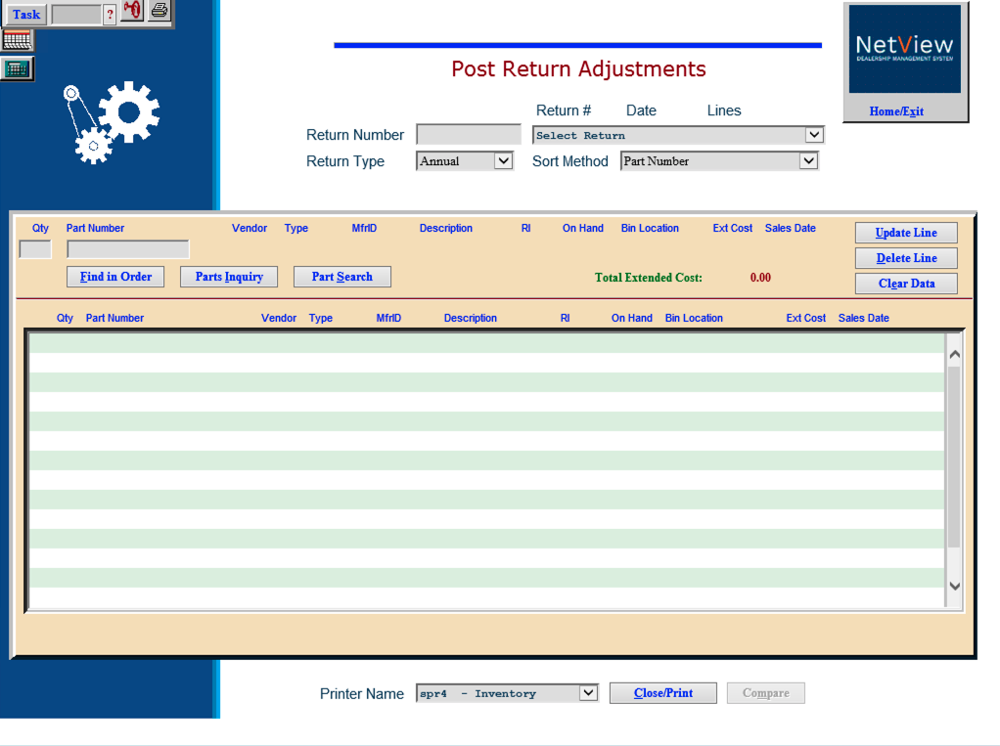 Task ?
NetView
DEALERSHIP MANAGEMENT SYSTEM
Home/Exit
Post Return Adjustments
Return # Date Lines
Return Number Select Return
Return Type Annual Sort Method Part Number
Qty Part Number Vendor Type MfrID Description RI On Hand Bin Location Ext Cost Sales Date
Update Line
Delete Line
Clear Data
Find in Order Parts Inquiry Part Search Total Extended Cost: 0.00
Qty Part Number Vendor Type MfrID Description RI On Hand Bin Location Ext Cost Sales Date
Printer Name spr4 - Inventory Close/Print Compare